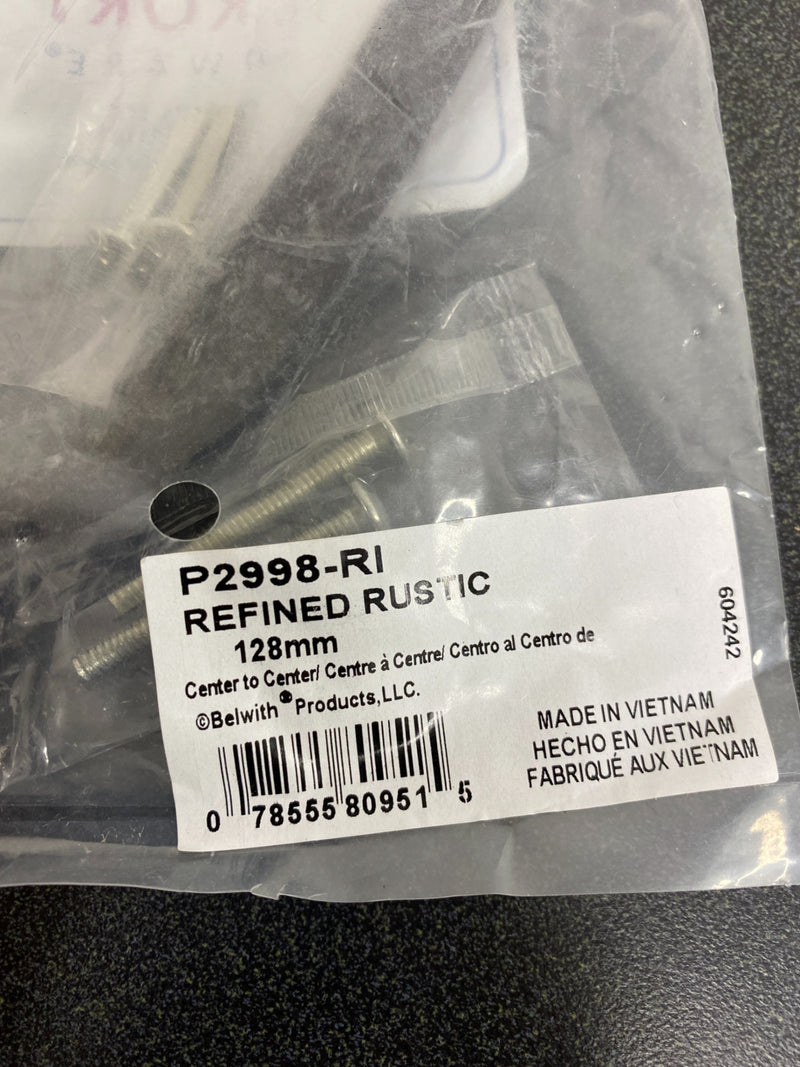 P2998-RI
REFINED RUSTIC
128mm
Center to Center/ Centre à Centre/ Centro al Centro de
©Belwith® Products,LLC.
0 78555 80951 5
MADE IN VIETNAM
HECHO EN VIETNAM
FABRIQUÉ AUX VIETNAM
604242